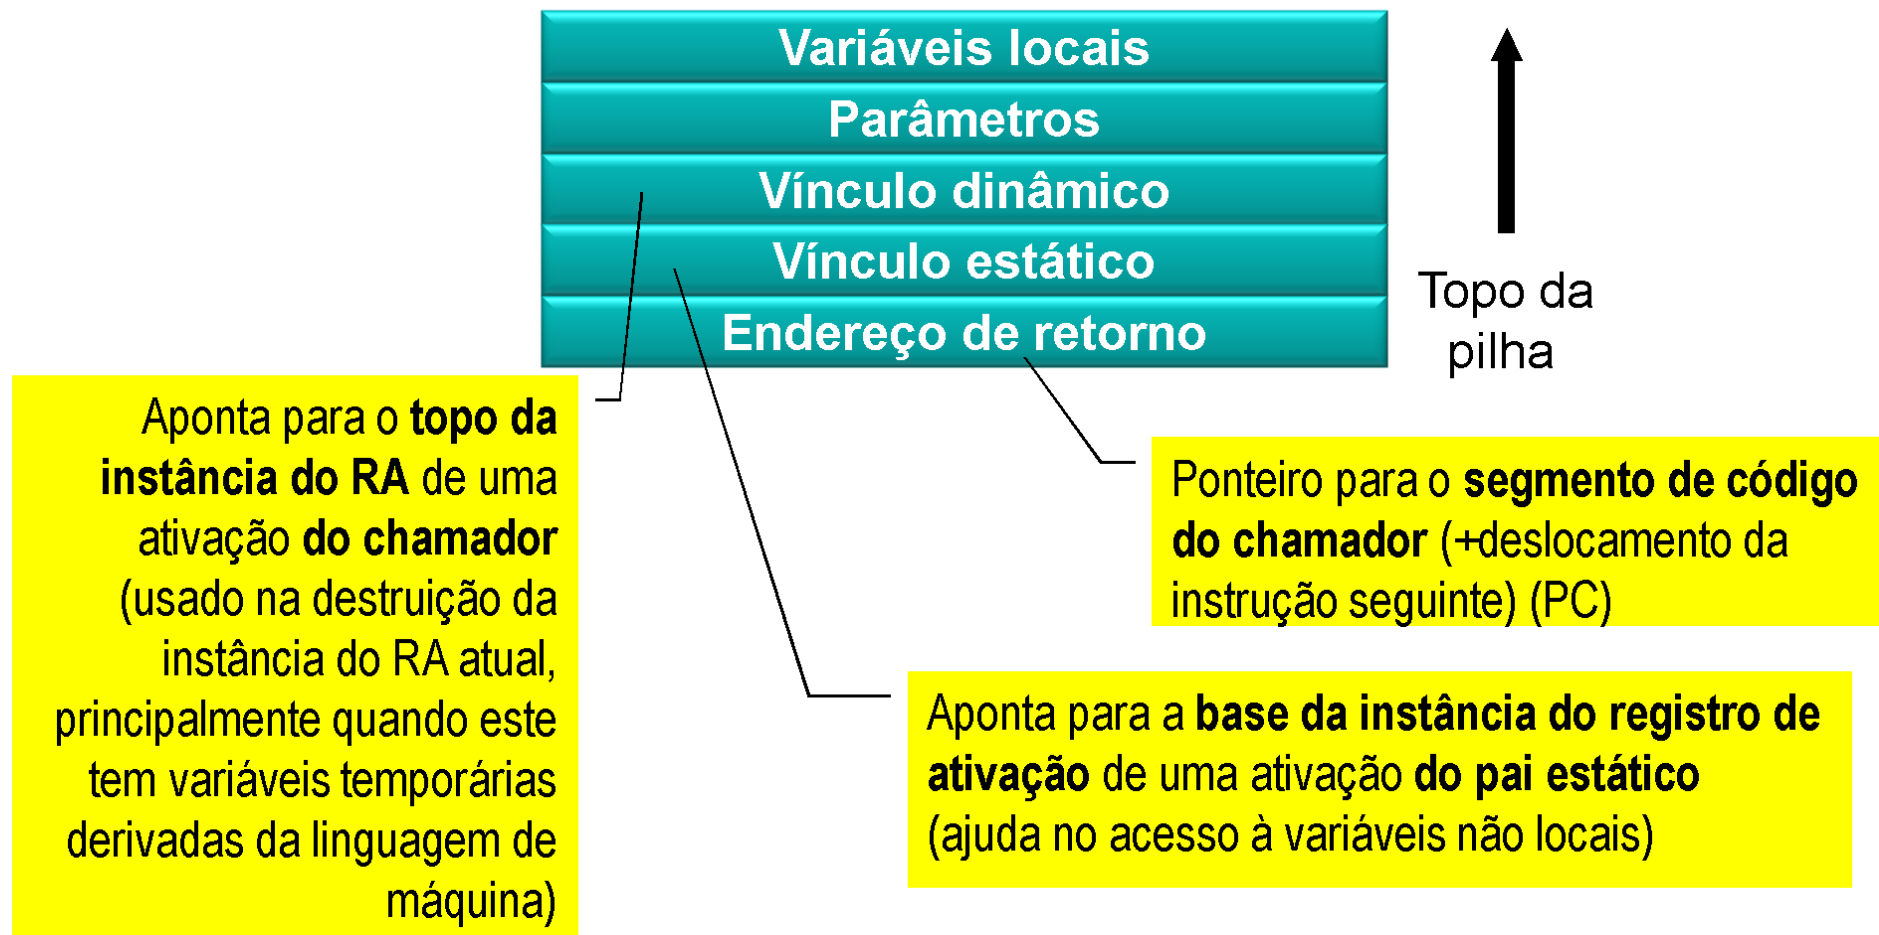 Variáveis locais
Parâmetros
Vínculo dinâmico
Vínculo estático
Endereço de retorno
Topo da
pilha
Aponta para o topo da
instância do RA de uma
ativação do chamador
(usado na destruição da
instância do RA atual,
principalmente quando este
tem variáveis temporárias
derivadas da linguagem de
máquina)
Ponteiro para o segmento de código
do chamador (+deslocamento da
instrução seguinte) (PC)
Aponta para a base da instância do registro de
ativação de uma ativação do pai estático
(ajuda no acesso à variáveis não locais)